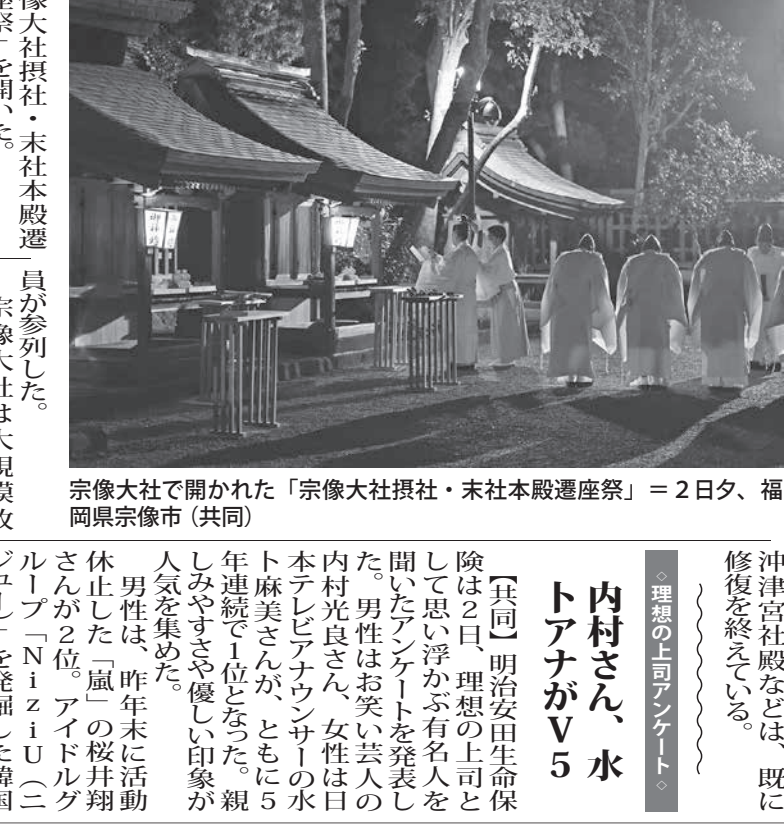 像大社摂社・末社本殿遷
座祭」を開いた。
員が参列した。
宗像大社は大規模改
宗像大社で開かれた「宗像大社摂社・末社本殿遷座祭」＝２日夕、福
岡県宗像市（共同）
沖津宮社殿などは、既に
修復を終えている。
◇理想の上司アンケート◇
内村さん、水
トアナがＶ５
【共同】明治安田生命保
険は２日、理想の上司と
して思い浮かぶ有名人を
聞いたアンケートを発表し
た。男性はお笑い芸人の
内村光良さん、女性は日
本テレビアナウンサーの水
ト麻美さんが、ともに５
年連続で１位となった。親
しみやすさや優しい印象が
人気を集めた。
男性は、昨年末に活動
休止した「嵐」の桜井翔
さんが２位。アイドルグ
ループ「ＮｉｚｉＵ（ニ
ジュー」を発掘した韓国